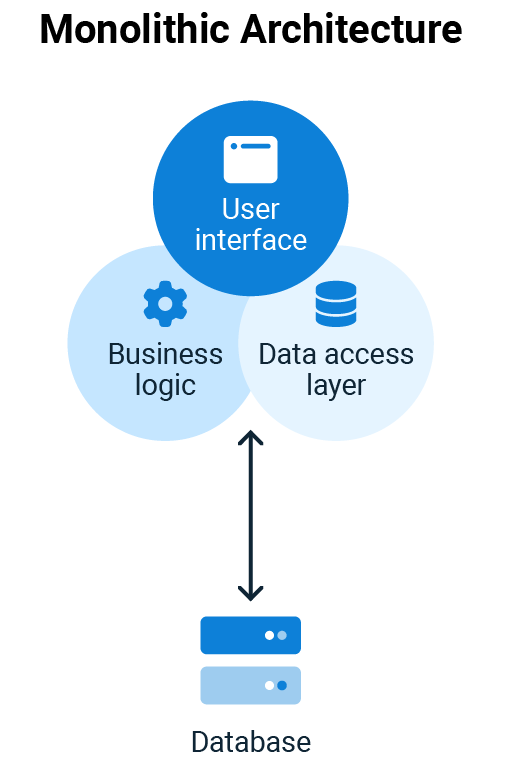 Monolithic Architecture
User
interface
Business
logic
Data access
layer
Database